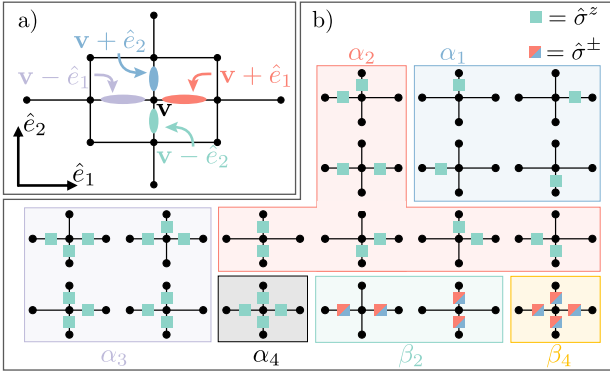 a)
v + ê₂
v − ê₁
v + ê₁
v
v − ê₂
ê₂
ê₁
b)
= σ̂ᶻ
= σ̂^±
α₂
α₁
α₃
α₄
β₂
β₄